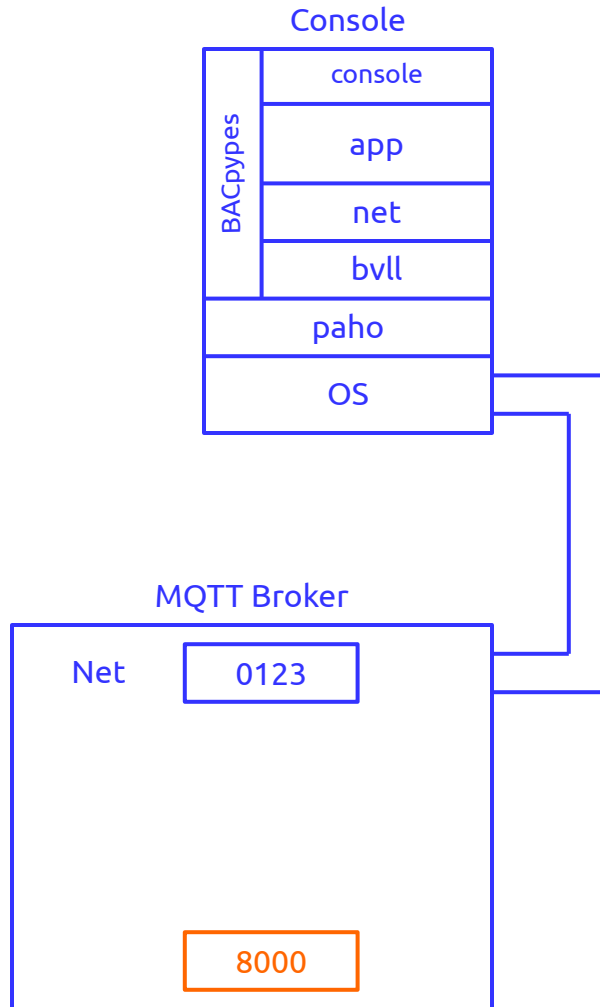 Console
BACpypes
console
app
net
bvll
paho
OS
MQTT Broker
Net
0123
8000